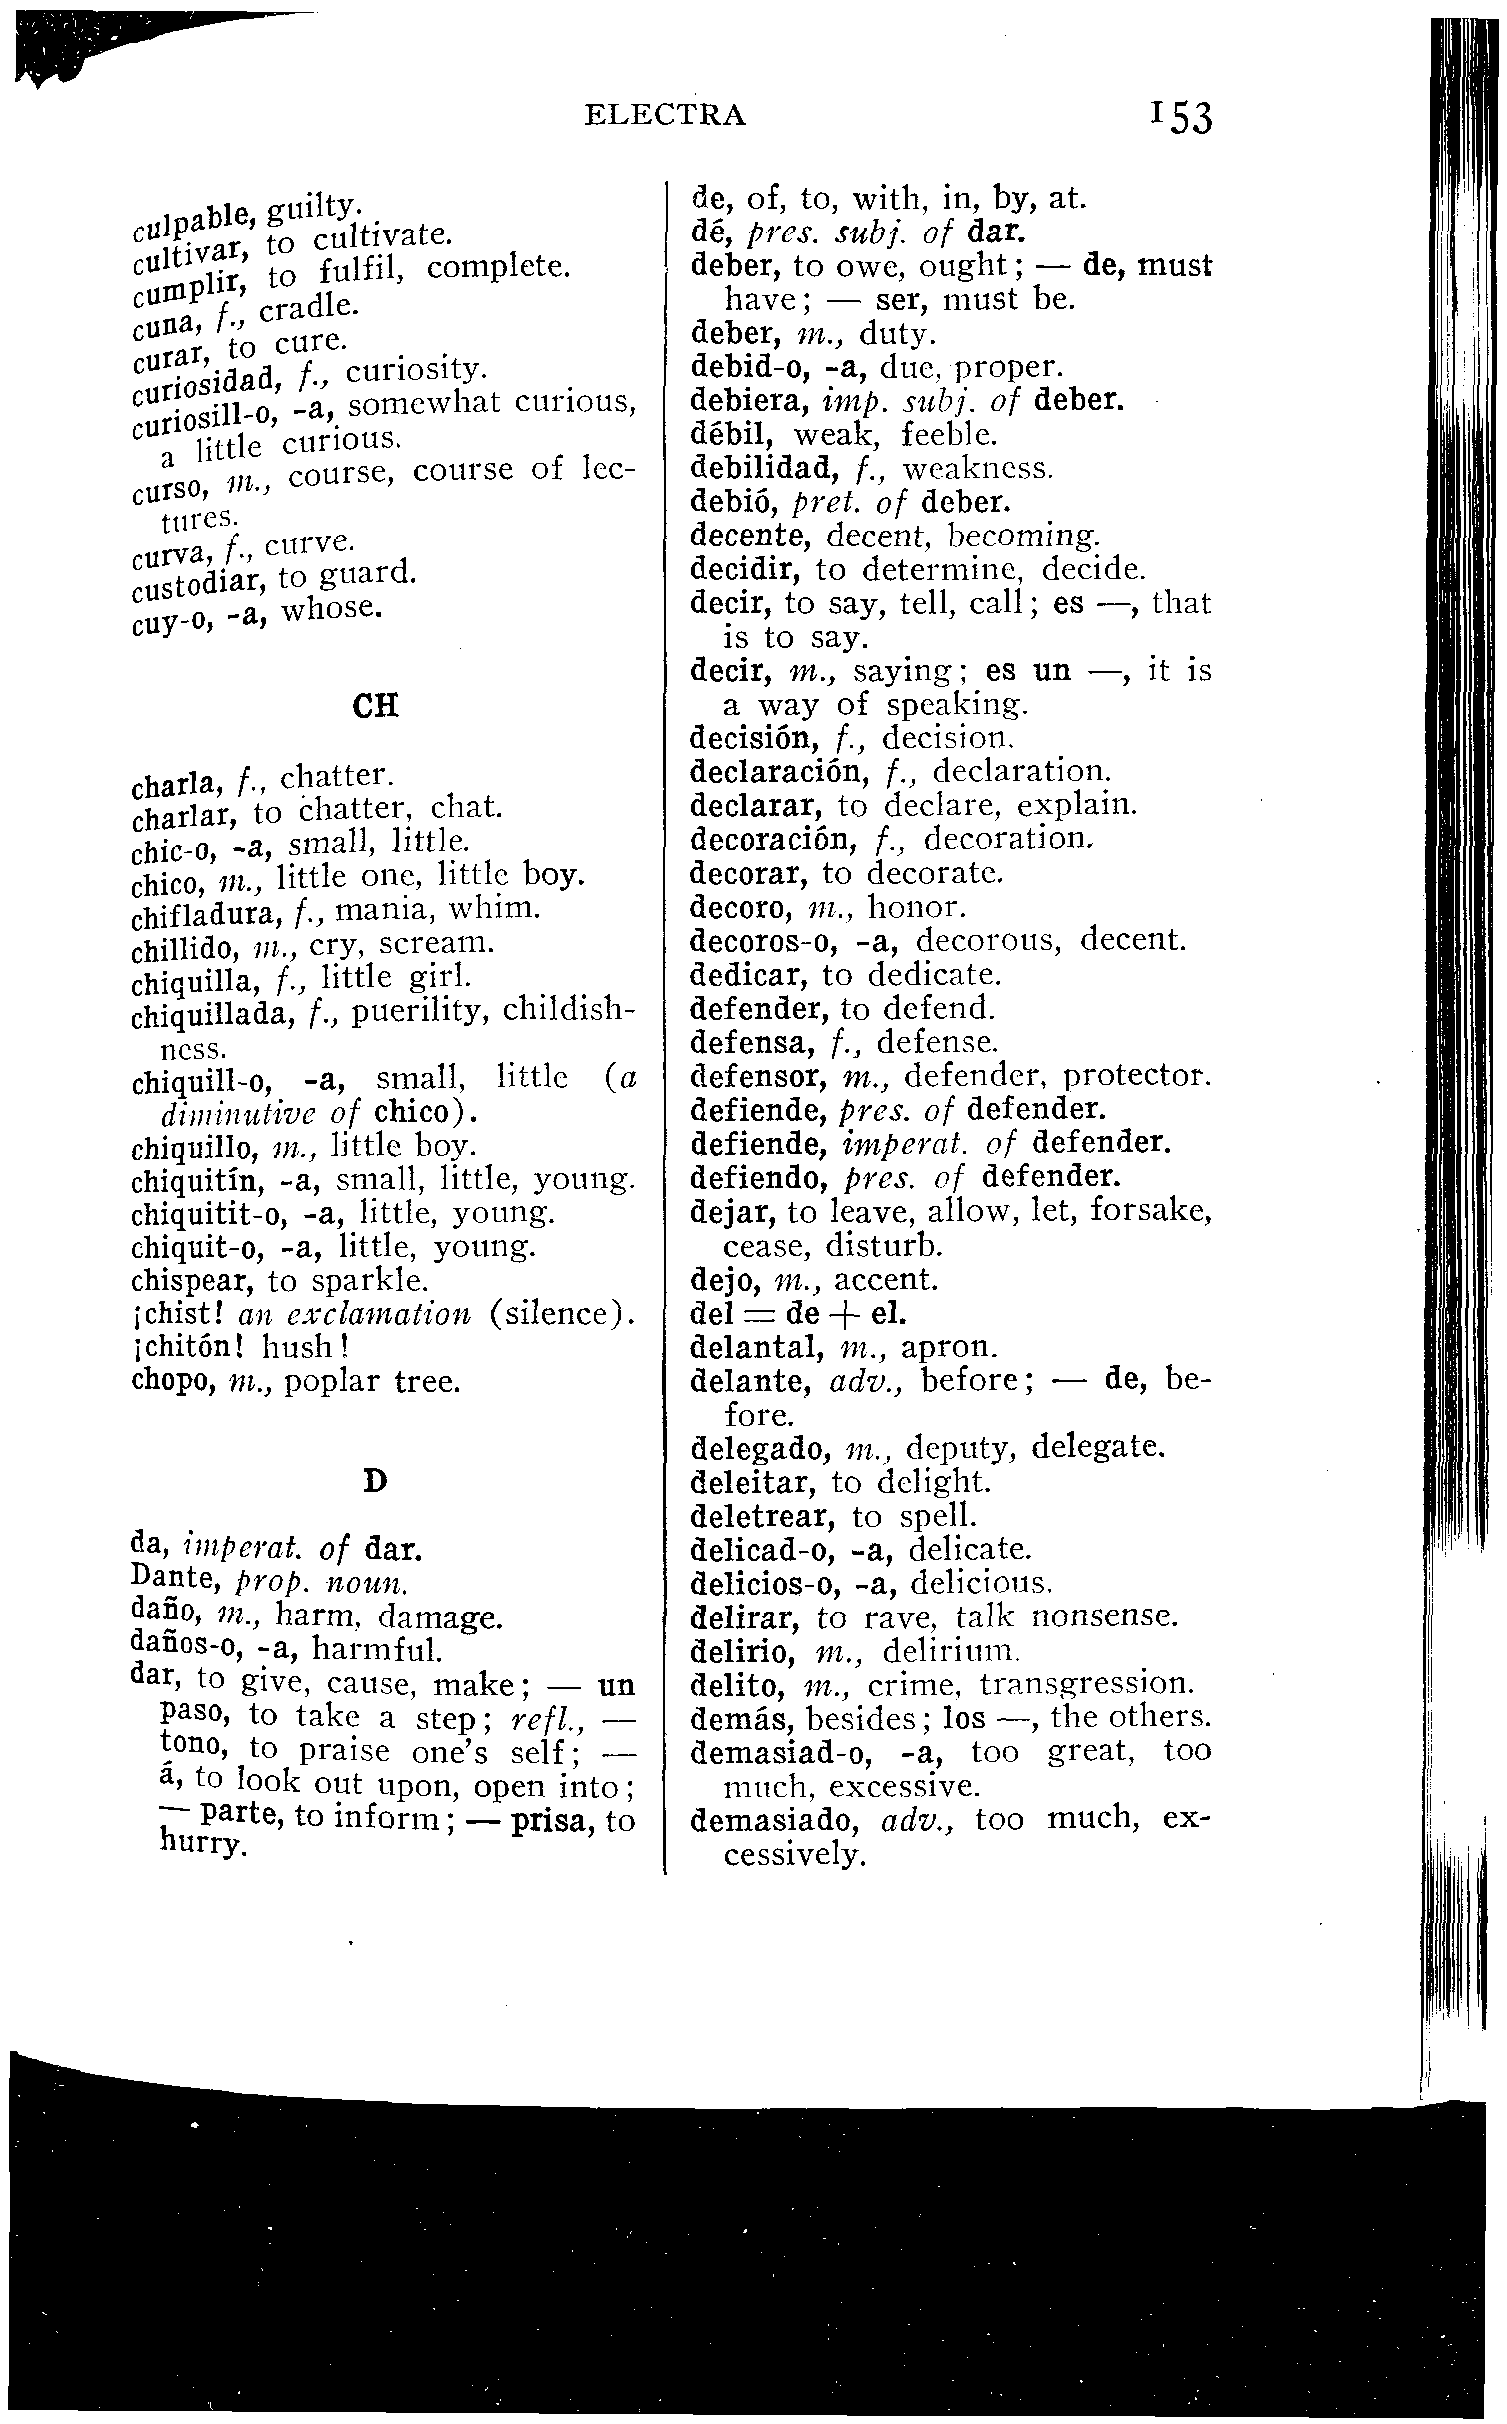 ELECTRA 153
culpable, guilty.
cultivar, to cultivate.
cumplir, to fulfil, complete.
cuna, f., cradle.
curar, to cure.
curiosidad, f., curiosity.
curiosill-o, -a, somewhat curious,
a little curious.
curso, m., course, course of lec-
tures.
curva, f., curve.
custodiar, to guard.
cuy-o, -a, whose.
CH
charla, f., chatter.
charlar, to chatter, chat.
chic-o, -a, small, little.
chico, m., little one, little boy.
chifladura, f., mania, whim.
chillido, m., cry, scream.
chiquilla, f., little girl.
chiquillada, f., puerility, childish-
ness.
chiquill-o, -a, small, little (a
diminutive of chico).
chiquillo, m., little boy.
chiquitín, -a, small, little, young.
chiquitit-o, -a, little, young.
chiquit-o, -a, little, young.
chispear, to sparkle.
¡chist! an exclamation (silence).
¡chitón! hush!
chopo, m., poplar tree.
D
da, imperat. of dar.
Dante, prop. noun.
daño, m., harm, damage.
daños-o, -a, harmful.
dar, to give, cause, make; — un
paso, to take a step; refl., —
tono, to praise one's self; —
á, to look out upon, open into;
— parte, to inform; — prisa, to
hurry.
de, of, to, with, in, by, at.
dé, pres. subj. of dar.
deber, to owe, ought; — de, must
have; — ser, must be.
deber, m., duty.
debid-o, -a, due, proper.
debiera, imp. subj. of deber.
débil, weak, feeble.
debilidad, f., weakness.
debió, pret. of deber.
decente, decent, becoming.
decidir, to determine, decide.
decir, to say, tell, call; es —, that
is to say.
decir, m., saying; es un —, it is
a way of speaking.
decisión, f., decision.
declaración, f., declaration.
declarar, to declare, explain.
decoración, f., decoration.
decorar, to decorate.
decoro, m., honor.
decoros-o, -a, decorous, decent.
dedicar, to dedicate.
defender, to defend.
defensa, f., defense.
defensor, m., defender, protector.
defiende, pres. of defender.
defiende, imperat. of defender.
defiendo, pres. of defender.
dejar, to leave, allow, let, forsake,
cease, disturb.
dejo, m., accent.
del = de + el.
delantal, m., apron.
delante, adv., before; — de, be-
fore.
delegado, m., deputy, delegate.
deleitar, to delight.
deletrear, to spell.
delicad-o, -a, delicate.
delicios-o, -a, delicious.
delirar, to rave, talk nonsense.
delirio, m., delirium.
delito, m., crime, transgression.
demás, besides; los —, the others.
demasiad-o, -a, too great, too
much, excessive.
demasiado, adv., too much, ex-
cessively.